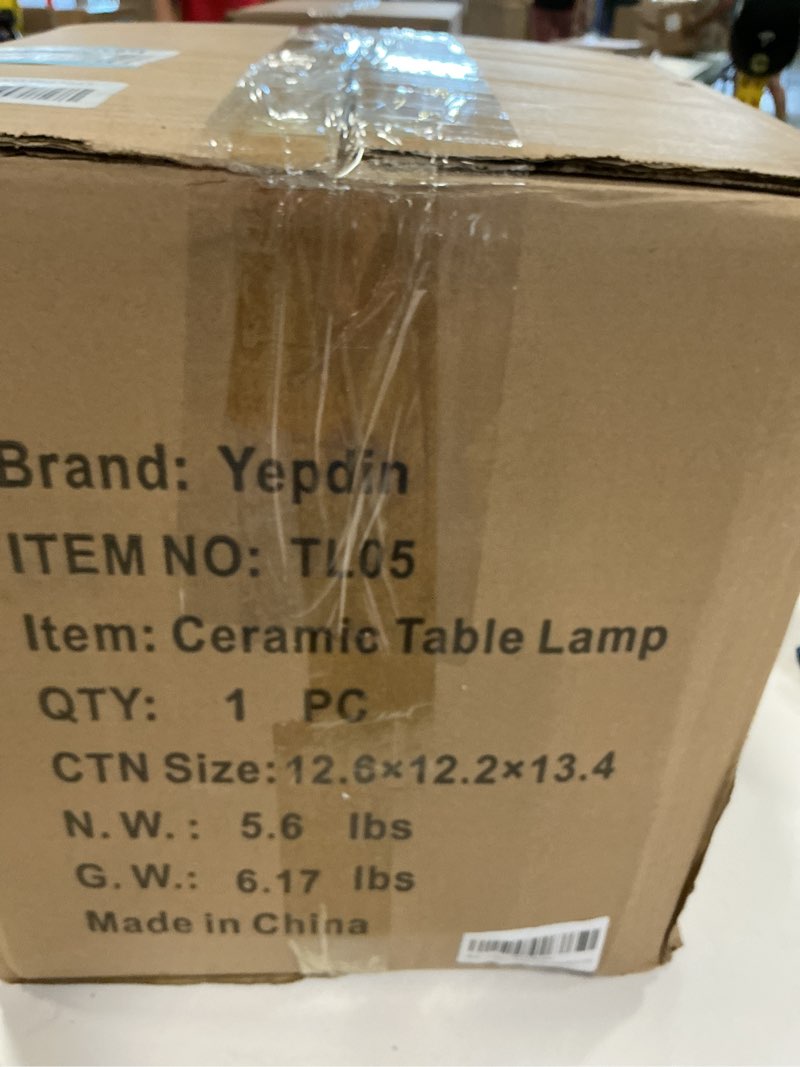 Brand: Yepdin
ITEM NO: TL05
Item: Ceramic Table Lamp
QTY: 1 PC
CTN Size:12.6×12.2×13.4
N.W.: 5.6 lbs
G.W.: 6.17 lbs
Made in China